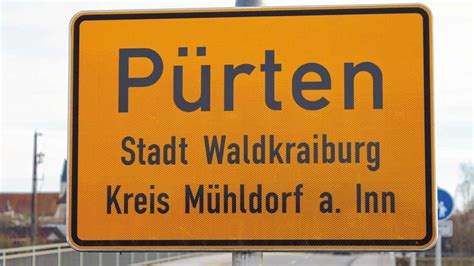 Pürten
Stadt Waldkraiburg
Kreis Mühldorf a. Inn